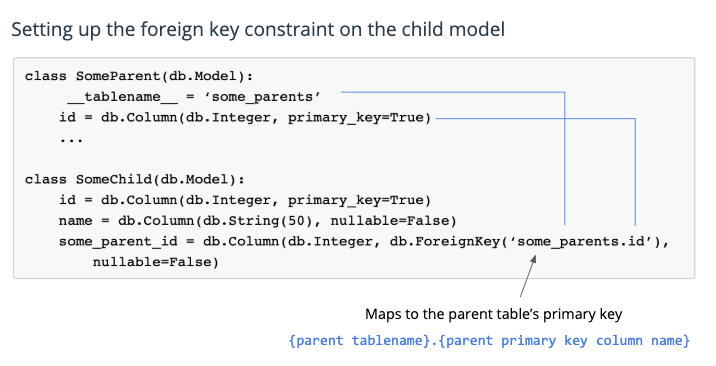 Setting up the foreign key constraint on the child model
class SomeParent(db.Model):
__tablename__ = ‘some_parents’
id = db.Column(db.Integer, primary_key=True)
...
class SomeChild(db.Model):
id = db.Column(db.Integer, primary_key=True)
name = db.Column(db.String(50), nullable=False)
some_parent_id = db.Column(db.Integer, db.ForeignKey(‘some_parents.id’),
nullable=False)
Maps to the parent table’s primary key
{parent tablename}.{parent primary key column name}